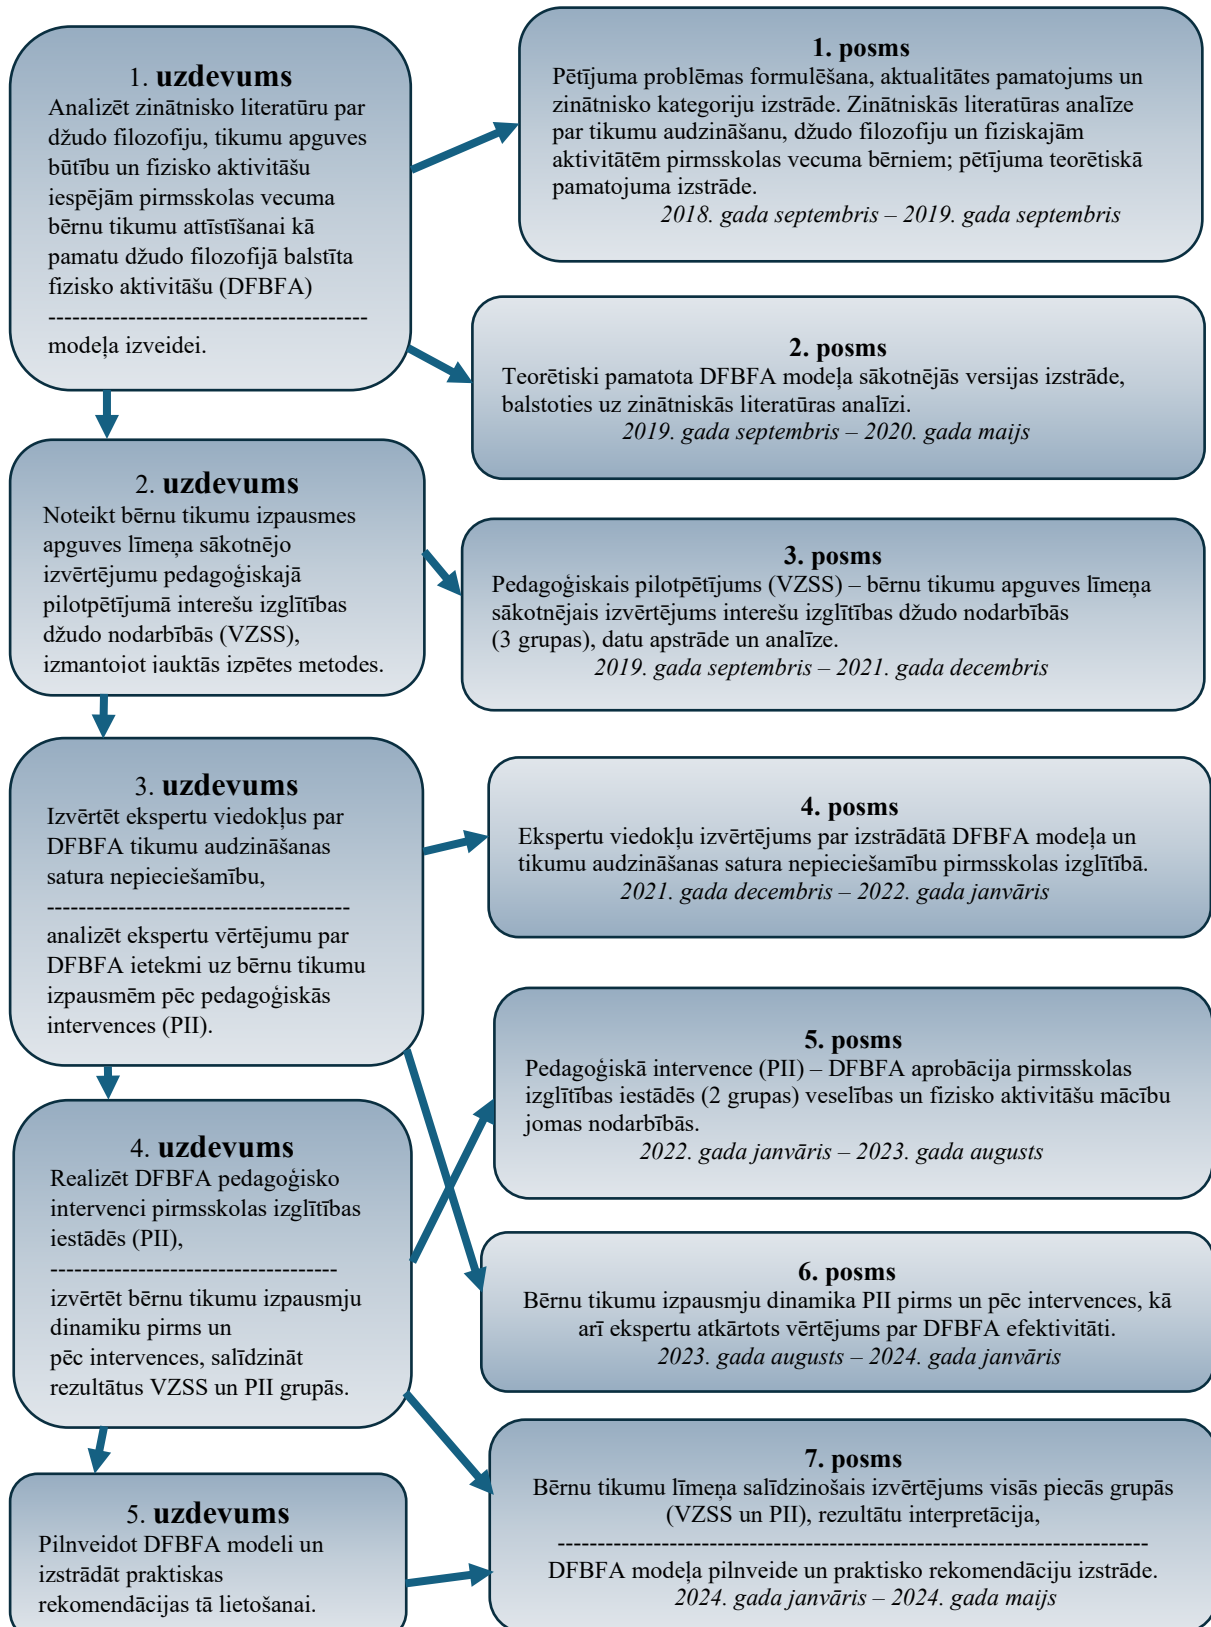 1. uzdevums
Analizēt zinātnisko literatūru par
džudo filozofiju, tikumu apguves
būtību un fizisko aktivitāšu
iespējām pirmsskolas vecuma
bērnu tikumu attīstīšanai kā
pamatu džudo filozofijā balstīta
fizisko aktivitāšu (DFBFA)
----------------------------------------
modeļa izveidei.
1. posms
Pētījuma problēmas formulēšana, aktualitātes pamatojums un
zinātnisko kategoriju izstrāde. Zinātniskās literatūras analīze
par tikumu audzināšanu, džudo filozofiju un fiziskajām
aktivitātēm pirmsskolas vecuma bērniem; pētījuma teorētiskā
pamatojuma izstrāde.
2018. gada septembris – 2019. gada septembris
2. posms
Teorētiski pamatota DFBFA modeļa sākotnējās versijas izstrāde,
balstoties uz zinātniskās literatūras analīzi.
2019. gada septembris – 2020. gada maijs
2. uzdevums
Noteikt bērnu tikumu izpausmes
apguves līmeņa sākotnējo
izvērtējumu pedagoģiskajā
pilotpētījumā interešu izglītības
džudo nodarbībās (VZSS),
izmantojot jauktās izpētes metodes.
3. posms
Pedagoģiskais pilotpētījums (VZSS) – bērnu tikumu apguves līmeņa
sākotnējais izvērtējums interešu izglītības džudo nodarbībās
(3 grupas), datu apstrāde un analīze.
2019. gada septembris – 2021. gada decembris
3. uzdevums
Izvērtēt ekspertu viedokļus par
DFBFA tikumu audzināšanas
satura nepieciešamību,
--------------------------------------
analizēt ekspertu vērtējumu par
DFBFA ietekmi uz bērnu tikumu
izpausmēm pēc pedagoģiskās
intervences (PII).
4. posms
Ekspertu viedokļu izvērtējums par izstrādātā DFBFA modeļa un
tikumu audzināšanas satura nepieciešamību pirmsskolas izglītībā.
2021. gada decembris – 2022. gada janvāris
5. posms
Pedagoģiskā intervence (PII) – DFBFA aprobācija pirmsskolas
izglītības iestādēs (2 grupas) veselības un fizisko aktivitāšu mācību
jomas nodarbībās.
2022. gada janvāris – 2023. gada augusts
4. uzdevums
Realizēt DFBFA pedagoģisko
intervenci pirmsskolas izglītības
iestādēs (PII),
------------------------------------
izvērtēt bērnu tikumu izpausmju
dinamiku pirms un
pēc intervences, salīdzināt
rezultātus VZSS un PII grupās.
6. posms
Bērnu tikumu izpausmju dinamika PII pirms un pēc intervences, kā
arī ekspertu atkārtots vērtējums par DFBFA efektivitāti.
2023. gada augusts – 2024. gada janvāris
5. uzdevums
Pilnveidot DFBFA modeli un
izstrādāt praktiskas
rekomendācijas tā lietošanai.
7. posms
Bērnu tikumu līmeņa salīdzinošais izvērtējums visās piecās grupās
(VZSS un PII), rezultātu interpretācija,
--------------------------------------------------------------------------
DFBFA modeļa pilnveide un praktisko rekomendāciju izstrāde.
2024. gada janvāris – 2024. gada maijs